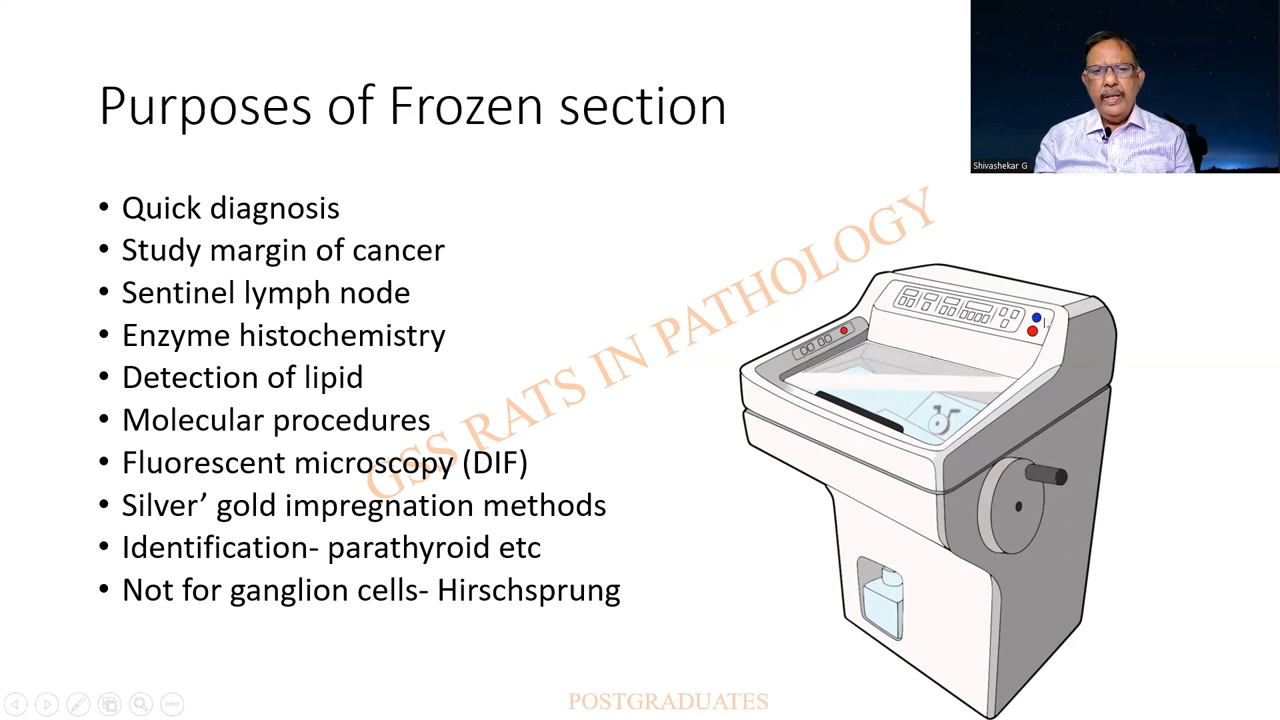 Purposes of Frozen section
Shivashekar G
• Quick diagnosis
• Study margin of cancer
• Sentinel lymph node
• Enzyme histochemistry
• Detection of lipid
• Molecular procedures
• Fluorescent microscopy (DIF)
• Silver’ gold impregnation methods
• Identification- parathyroid etc
• Not for ganglion cells- Hirschsprung
GSS RATS IN PATHOLOGY
POSTGRADUATES